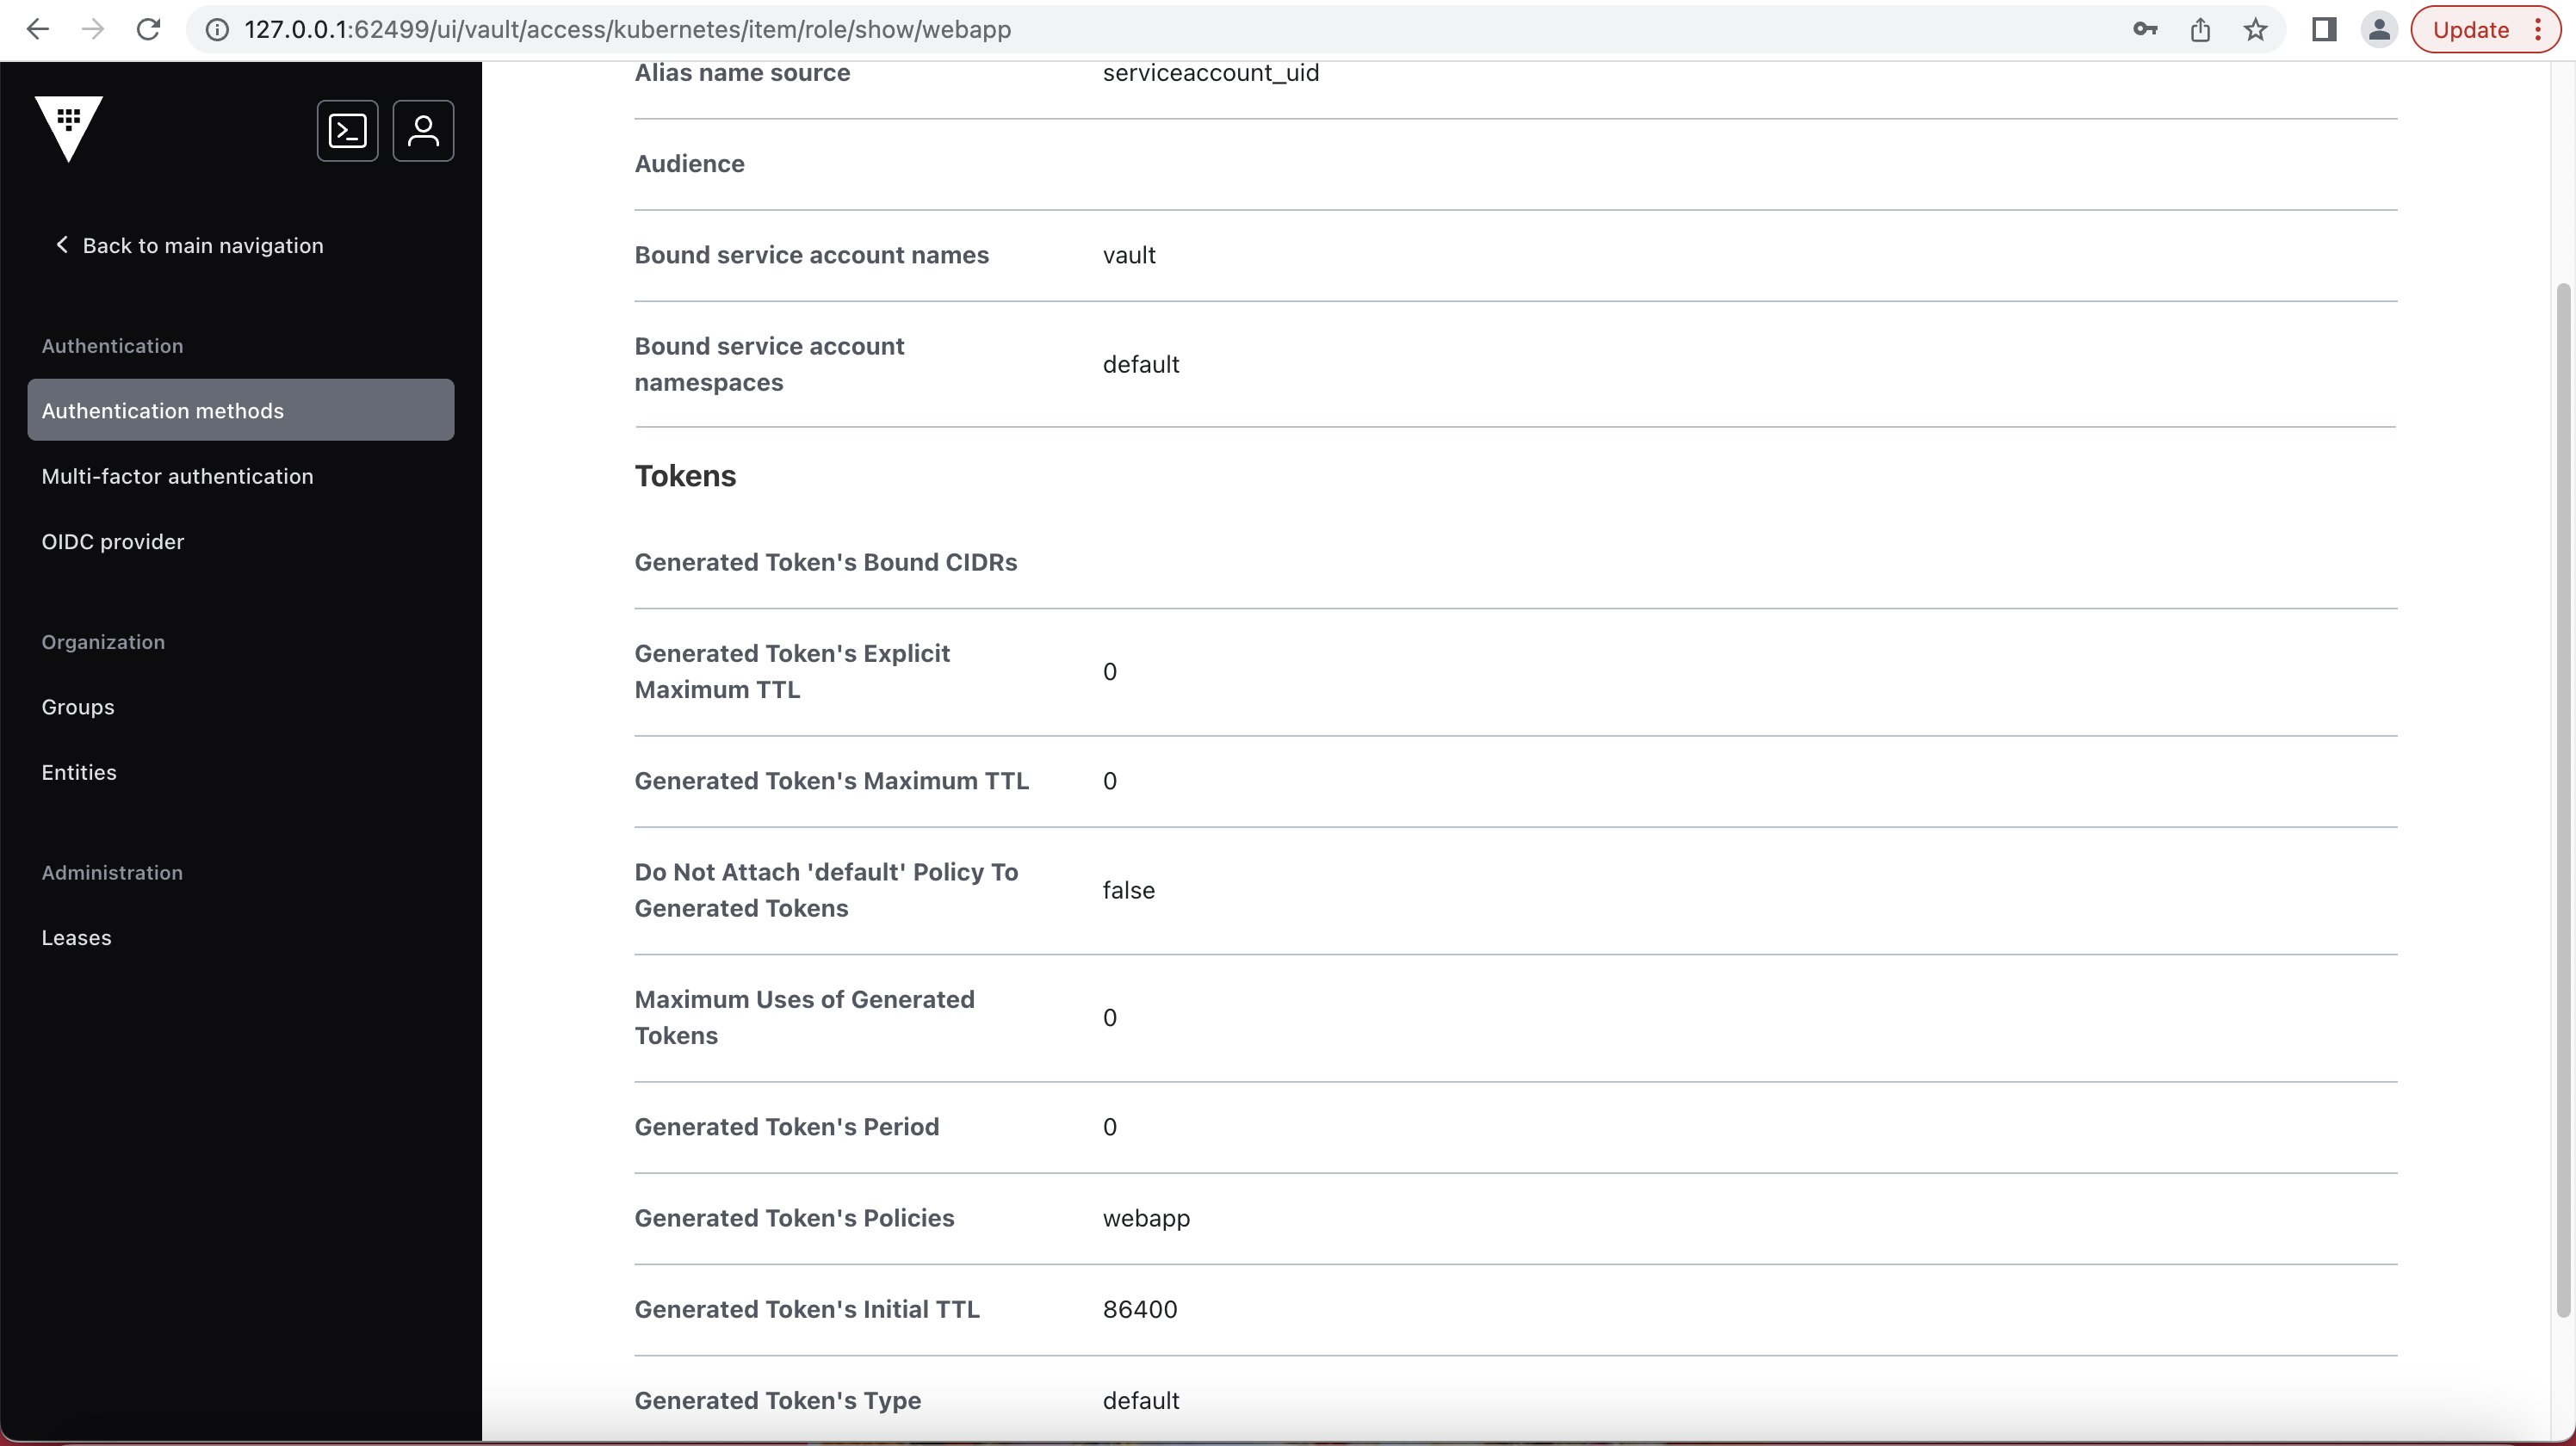 127.0.0.1:62499/ui/vault/access/kubernetes/item/role/show/webapp
Update
Back to main navigation
Authentication
Authentication methods
Multi-factor authentication
OIDC provider
Organization
Groups
Entities
Administration
Leases
Alias name source serviceaccount_uid
Audience
Bound service account names vault
Bound service account
namespaces
default
Tokens
Generated Token's Bound CIDRs
Generated Token's Explicit
Maximum TTL
0
Generated Token's Maximum TTL 0
Do Not Attach 'default' Policy To
Generated Tokens
false
Maximum Uses of Generated
Tokens
0
Generated Token's Period 0
Generated Token's Policies webapp
Generated Token's Initial TTL 86400
Generated Token's Type default